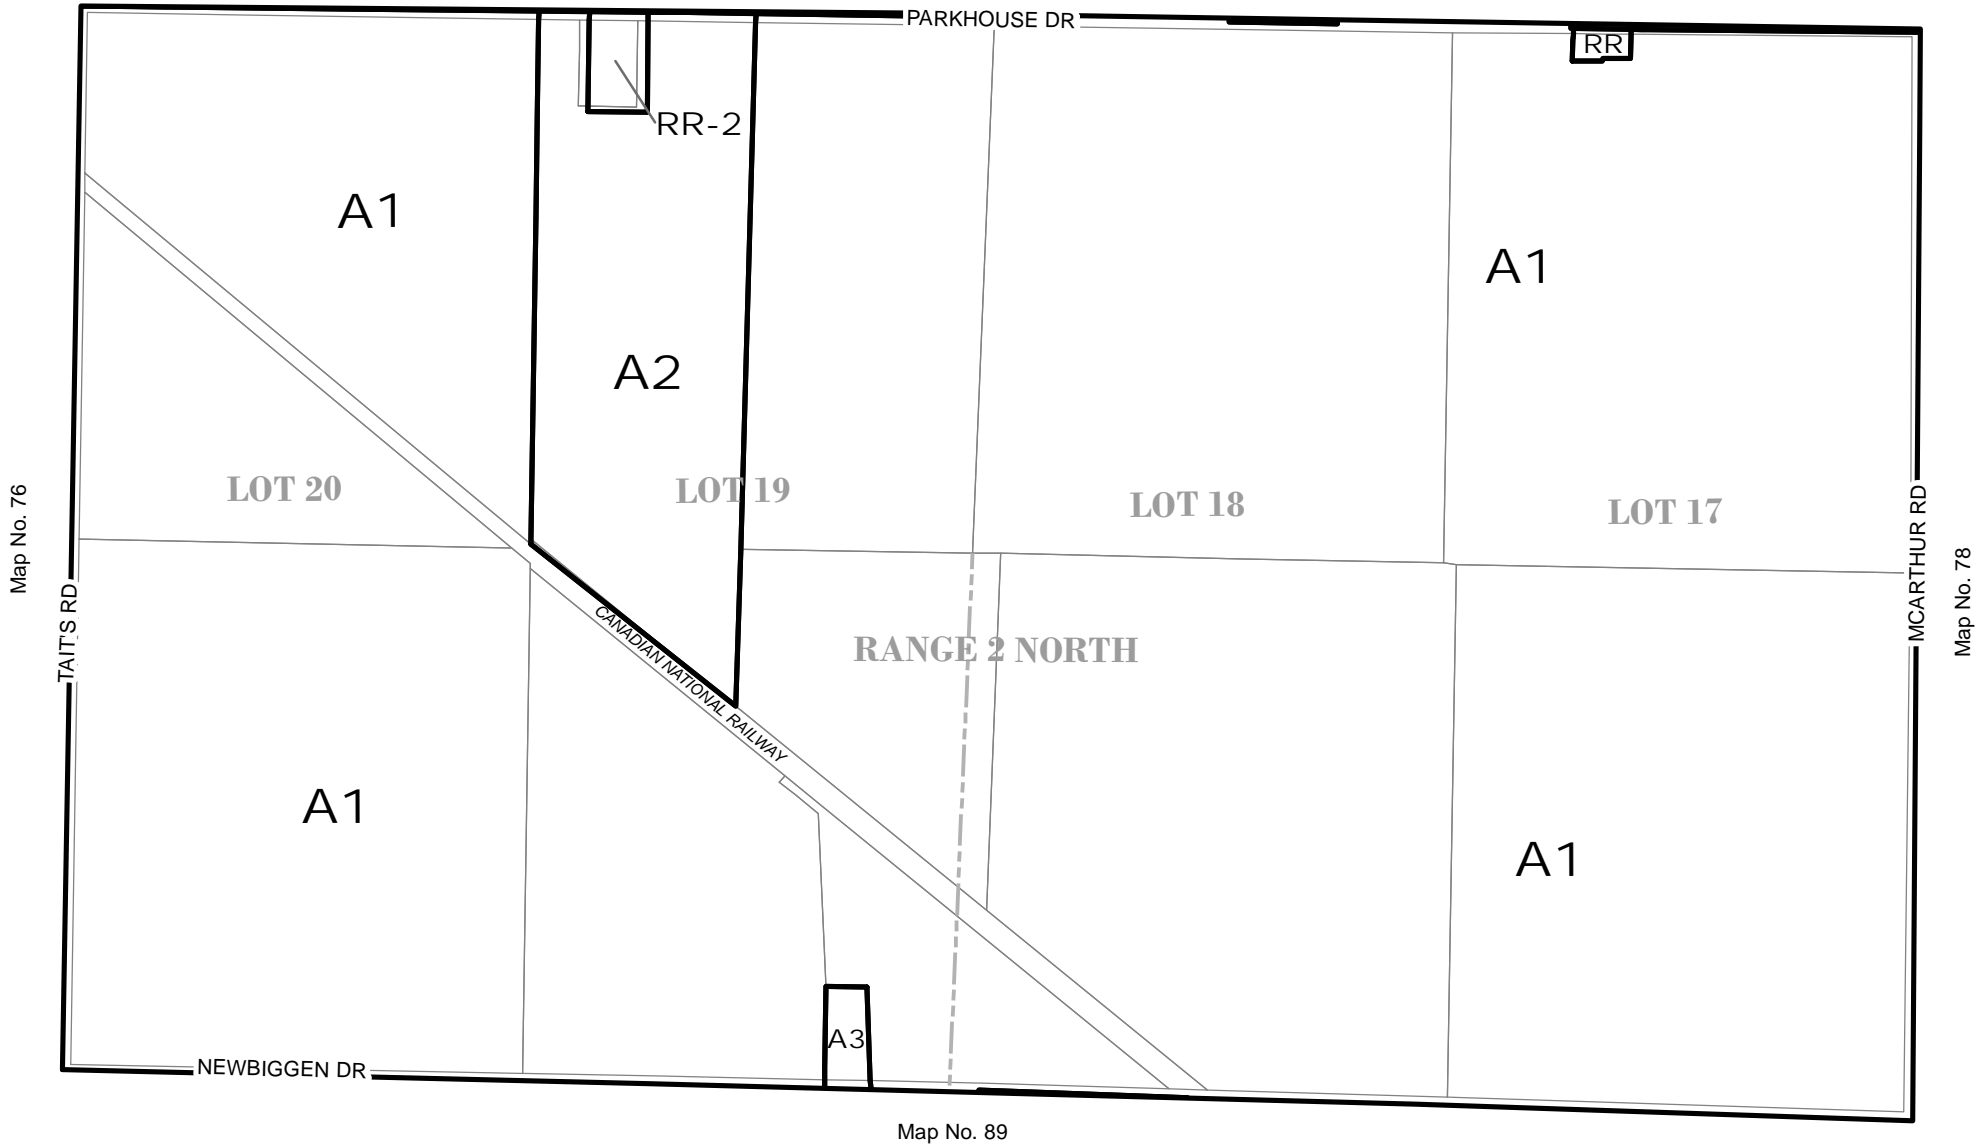 PARKHOUSE DR
RR
RR-2
A1
A1
A2
LOT 20
LOT 19
LOT 18
LOT 17
Map No. 76
TAIT'S RD
MCARTHUR RD
Map No. 78
CANADIAN NATIONAL RAILWAY
RANGE 2 NORTH
A1
A1
A3
NEWBIGGEN DR
Map No. 89